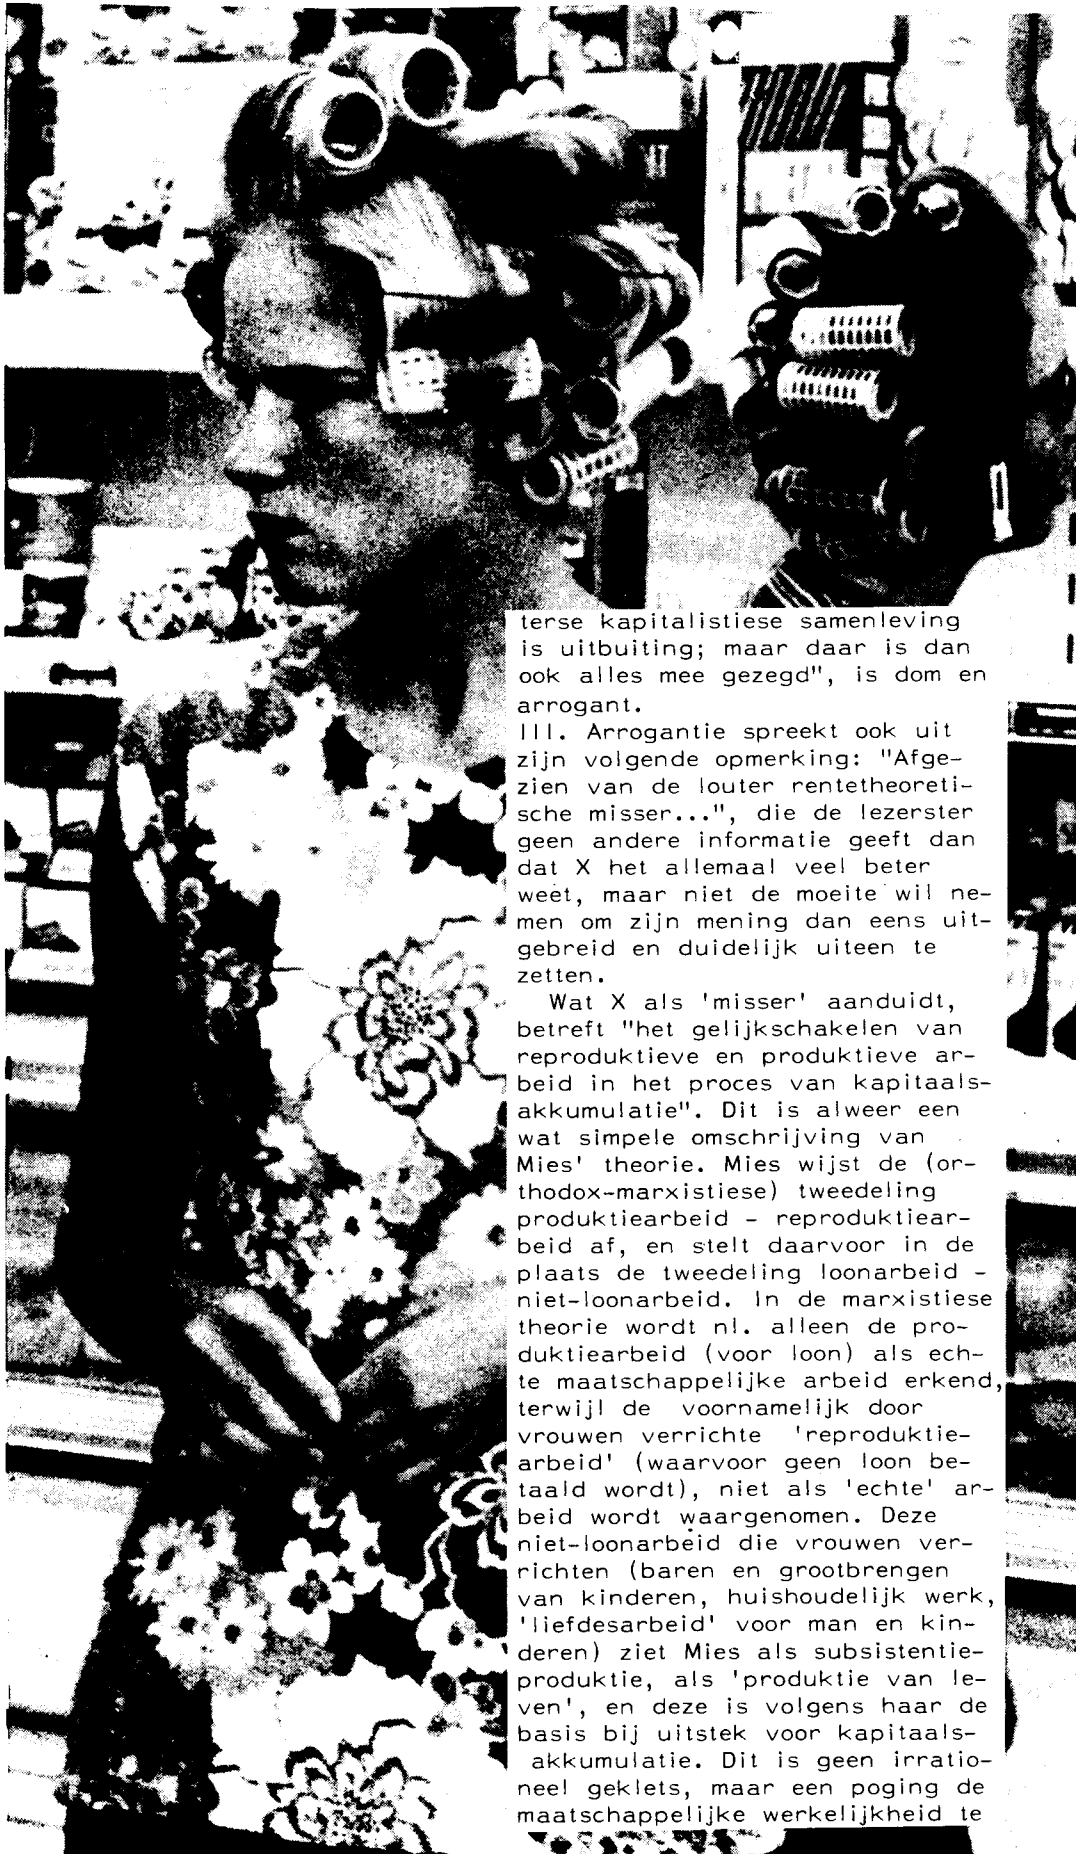 terse kapitalistiese samenleving
is uitbuiting; maar daar is dan
ook alles mee gezegd", is dom en
arrogant.
III. Arrogantie spreekt ook uit
zijn volgende opmerking: "Afge-
zien van de louter rentetheoreti-
sche misser...", die de lezerster
geen andere informatie geeft dan
dat X het allemaal veel beter
weet, maar niet de moeite wil ne-
men om zijn mening dan eens uit-
gebreid en duidelijk uiteen te
zetten.
Wat X als 'misser' aanduidt,
betreft "het gelijkschakelen van
reproduktieve en produktieve ar-
beid in het proces van kapitaals-
akkumulatie". Dit is alweer een
wat simpele omschrijving van
Mies' theorie. Mies wijst de (or-
thodox-marxistiese) tweedeling
produktiearbeid - reproduktiear-
beid af, en stelt daarvoor in de
plaats de tweedeling loonarbeid -
niet-loonarbeid. In de marxistiese
theorie wordt nl. alleen de pro-
duktiearbeid (voor loon) als ech-
te maatschappelijke arbeid erkend,
terwijl de voornamelijk door
vrouwen verrichte 'reproduktie-
arbeid' (waarvoor geen loon be-
taald wordt), niet als 'echte' ar-
beid wordt waargenomen. Deze
niet-loonarbeid die vrouwen ver-
richten (baren en grootbrengen
van kinderen, huishoudelijk werk,
'liefdesarbeid' voor man en kin-
deren) ziet Mies als subsistentie-
produktie, als 'produktie van le-
ven', en deze is volgens haar de
basis bij uitstek voor kapitaals-
akkumulatie. Dit is geen irratio-
neel geklets, maar een poging de
maatschappelijke werkelijkheid te